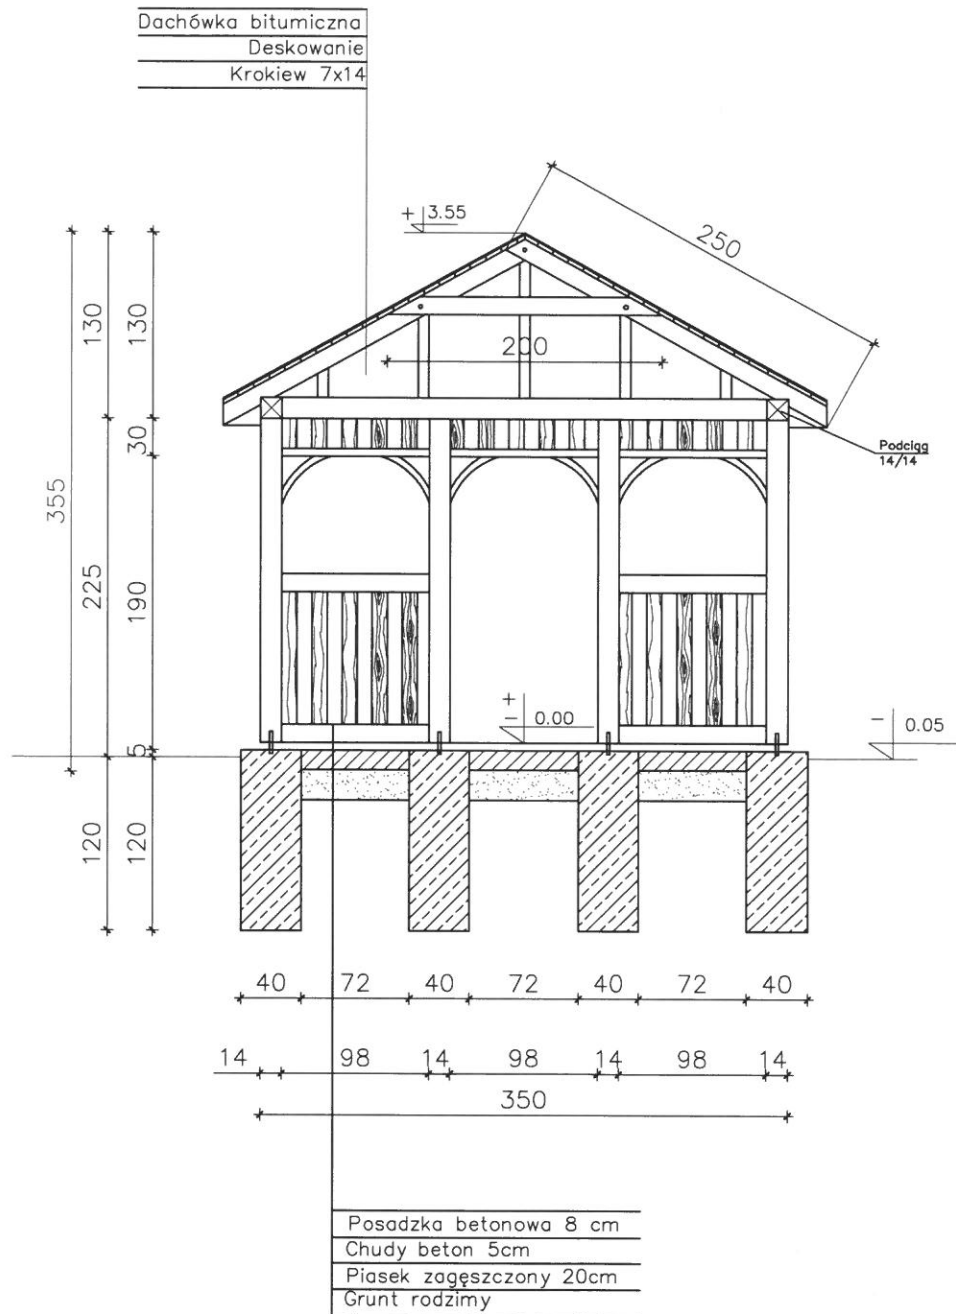 Dachówka bitumiczna
Deskowanie
Krokiew 7x14
+ 3.55
250
130
130
200
30
Podciąg
14/14
355
225
190
+
- 0.00
- 0.05
5
120
120
40 72 40 72 40 72 40
14 98 14 98 14 98 14
350
Posadzka betonowa 8 cm
Chudy beton 5cm
Piasek zagęszczony 20cm
Grunt rodzimy